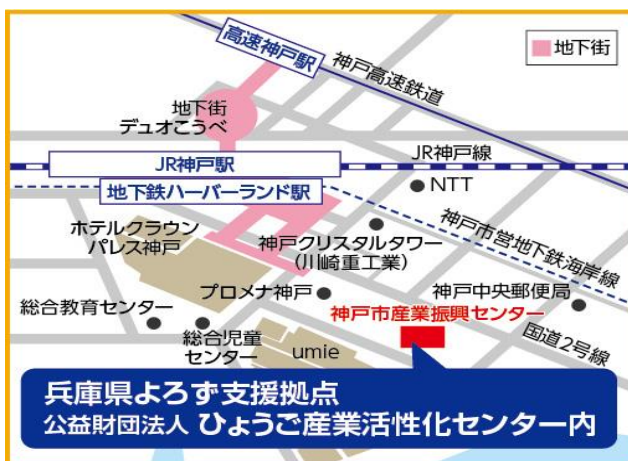 高速神戸駅
神戸高速鉄道
地下街
地下街
デュオこうべ
JR神戸駅
JR神戸線
地下鉄ハーバーランド駅
NTT
神戸市営地下鉄海岸線
ホテルクラウン
パレス神戸
神戸クリスタルタワー
(川崎重工業)
プロメナ神戸
神戸中央郵便局
総合教育センター
神戸市産業振興センター
総合児童
センター
umie
国道2号線
兵庫県よろず支援拠点
公益財団法人 ひょうご産業活性化センター内